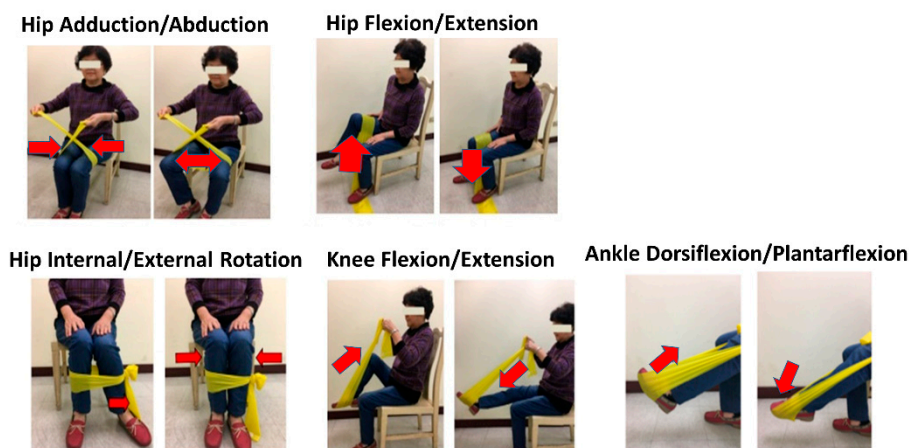 Hip Adduction/Abduction
Hip Flexion/Extension
Hip Internal/External Rotation
Knee Flexion/Extension
Ankle Dorsiflexion/Plantarflexion